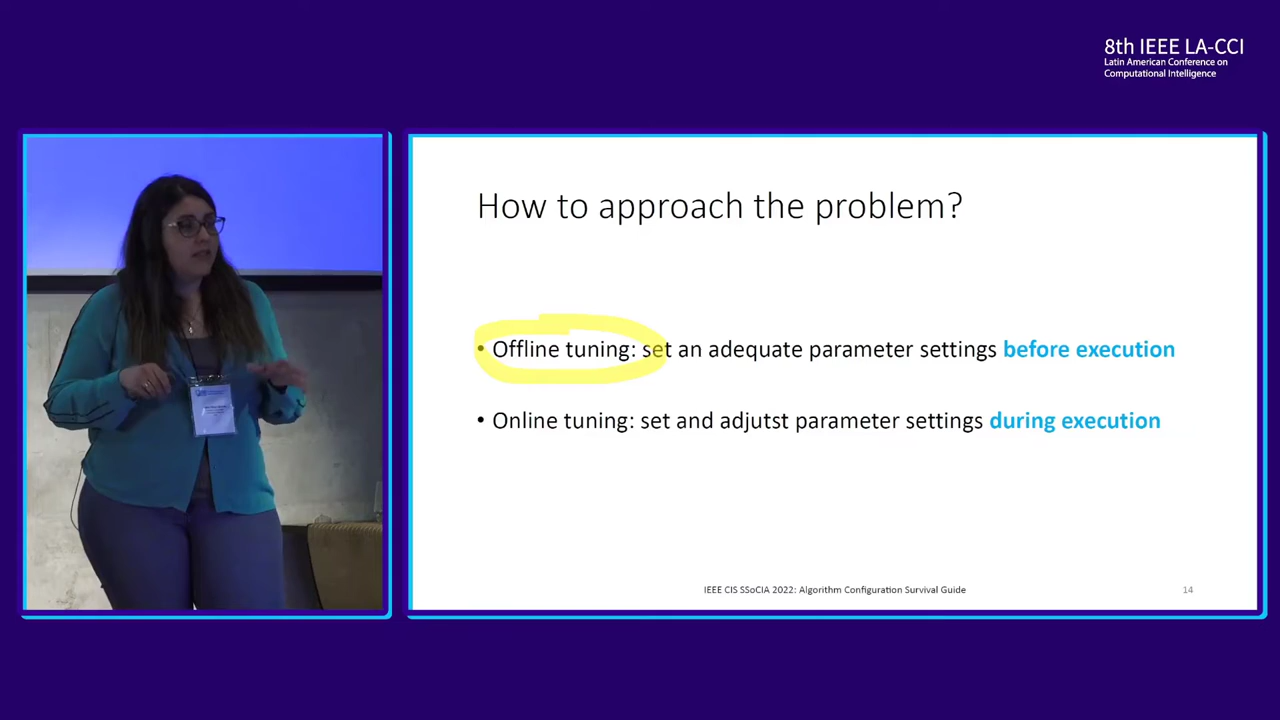 8th IEEE LA-CCI
Latin American Conference on
Computational Intelligence
How to approach the problem?
• Offline tuning: set an adequate parameter settings before execution
• Online tuning: set and adjutst parameter settings during execution
IEEE CIS SSoCIA 2022: Algorithm Configuration Survival Guide
14